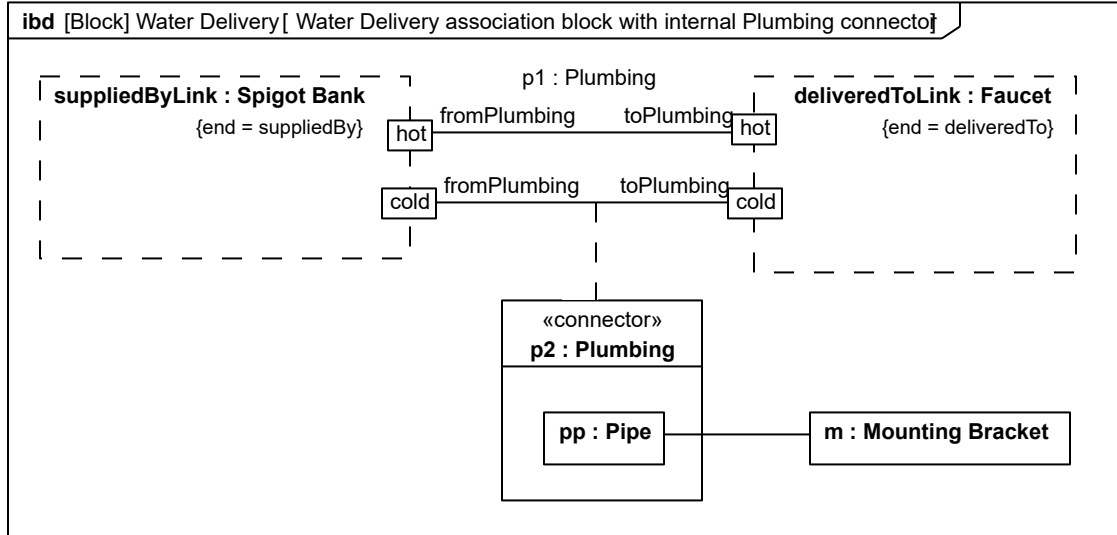 ibd [Block] Water Delivery[ Water Delivery association block with internal Plumbing connector]
p1 : Plumbing
suppliedByLink : Spigot Bank
deliveredToLink : Faucet
{end = suppliedBy}
{end = deliveredTo}
hot
fromPlumbing
toPlumbing
hot
cold
fromPlumbing
toPlumbing
cold
«connector»
p2 : Plumbing
pp : Pipe
m : Mounting Bracket